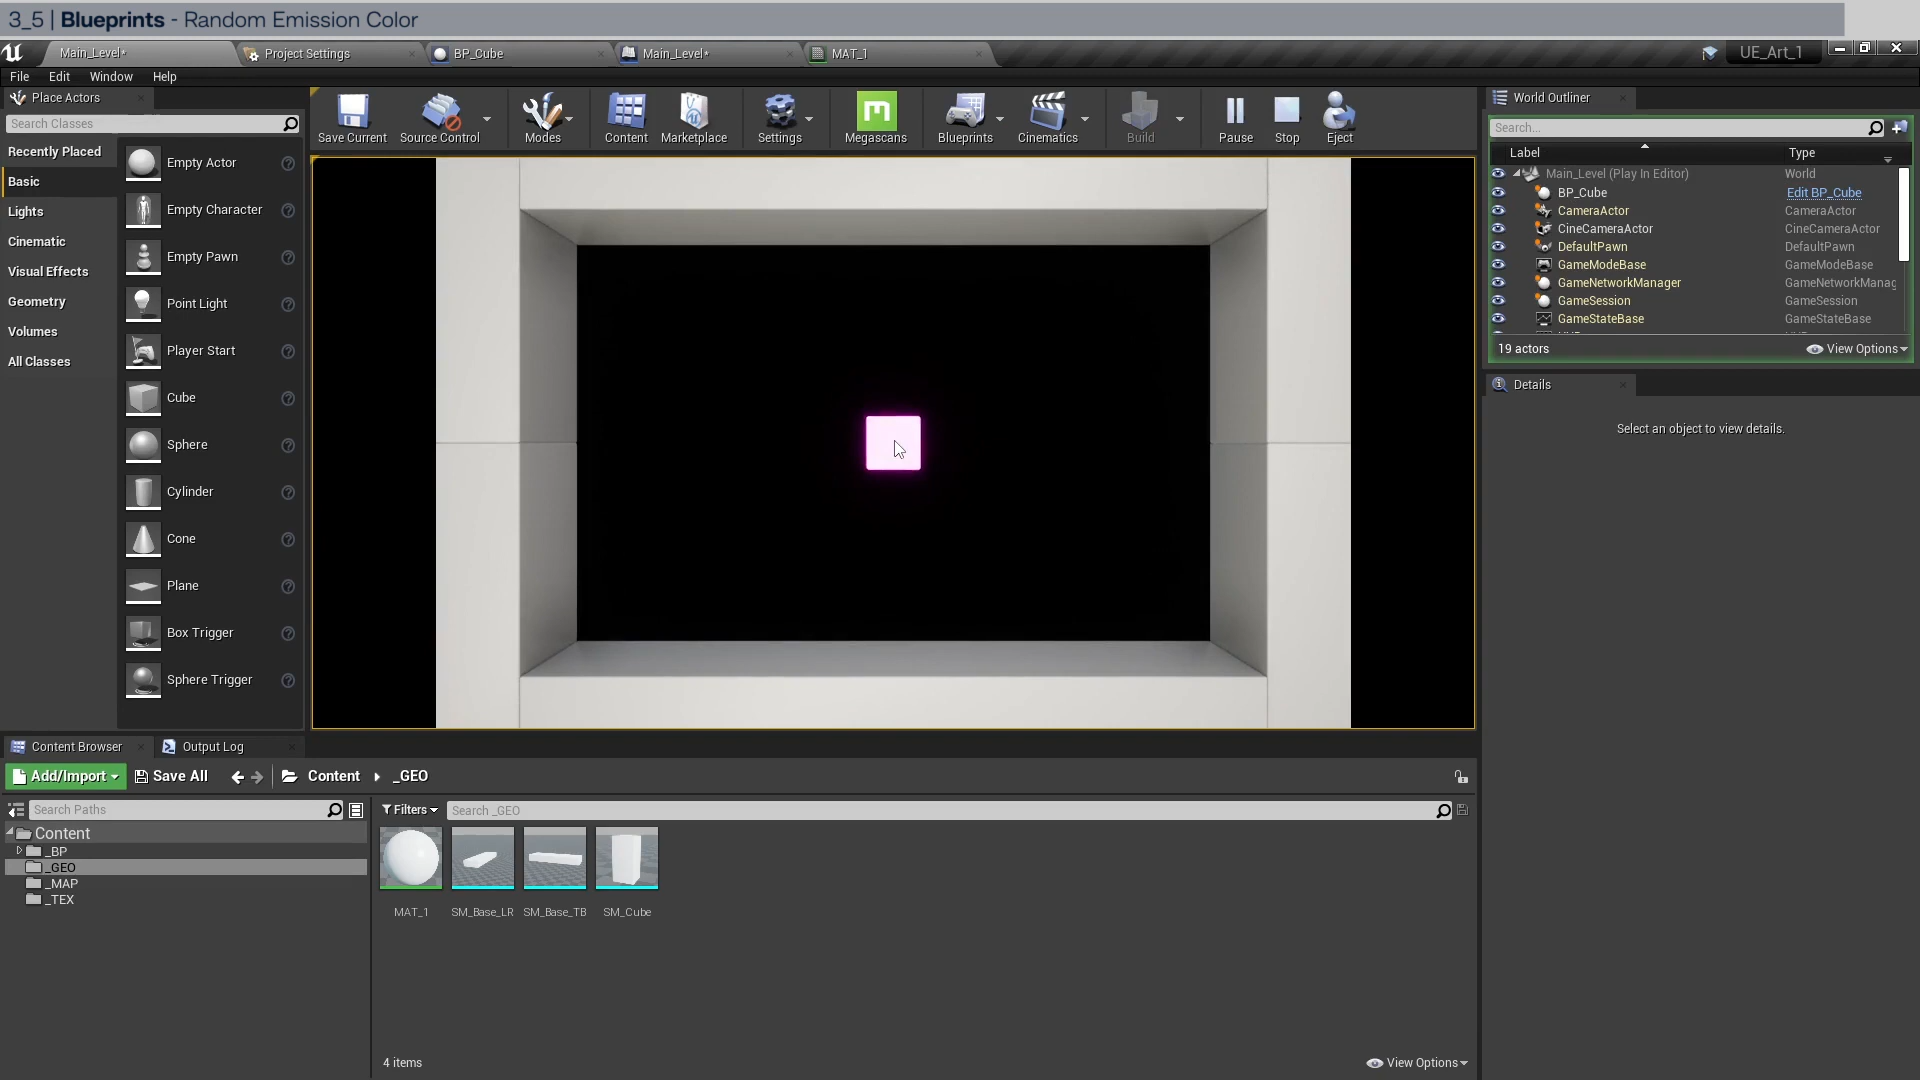 3_5 | Blueprints - Random Emission Color
Main_Level*
Project Settings
BP_Cube
Main_Level*
MAT_1
UE_Art_1
File
Edit
Window
Help
Place Actors
Search Classes
Recently Placed
Basic
Lights
Cinematic
Visual Effects
Geometry
Volumes
All Classes
Empty Actor
Empty Character
Empty Pawn
Point Light
Player Start
Cube
Sphere
Cylinder
Cone
Plane
Box Trigger
Sphere Trigger
Save Current
Source Control
Modes
Content
Marketplace
Settings
Megascans
Blueprints
Cinematics
Build
Pause
Stop
Eject
World Outliner
Search...
Label
Type
Main_Level (Play In Editor)
World
BP_Cube
Edit BP_Cube
CameraActor
CameraActor
CineCameraActor
CineCameraActor
DefaultPawn
DefaultPawn
GameModeBase
GameModeBase
GameNetworkManager
GameNetworkManag
GameSession
GameSession
GameStateBase
GameStateBase
19 actors
View Options
Details
Select an object to view details.
Content Browser
Output Log
Add/Import
Save All
Content
_GEO
Search Paths
Filters
Search _GEO
Content
_BP
_GEO
_MAP
_TEX
MAT_1
SM_Base_LR
SM_Base_TB
SM_Cube
4 items
View Options